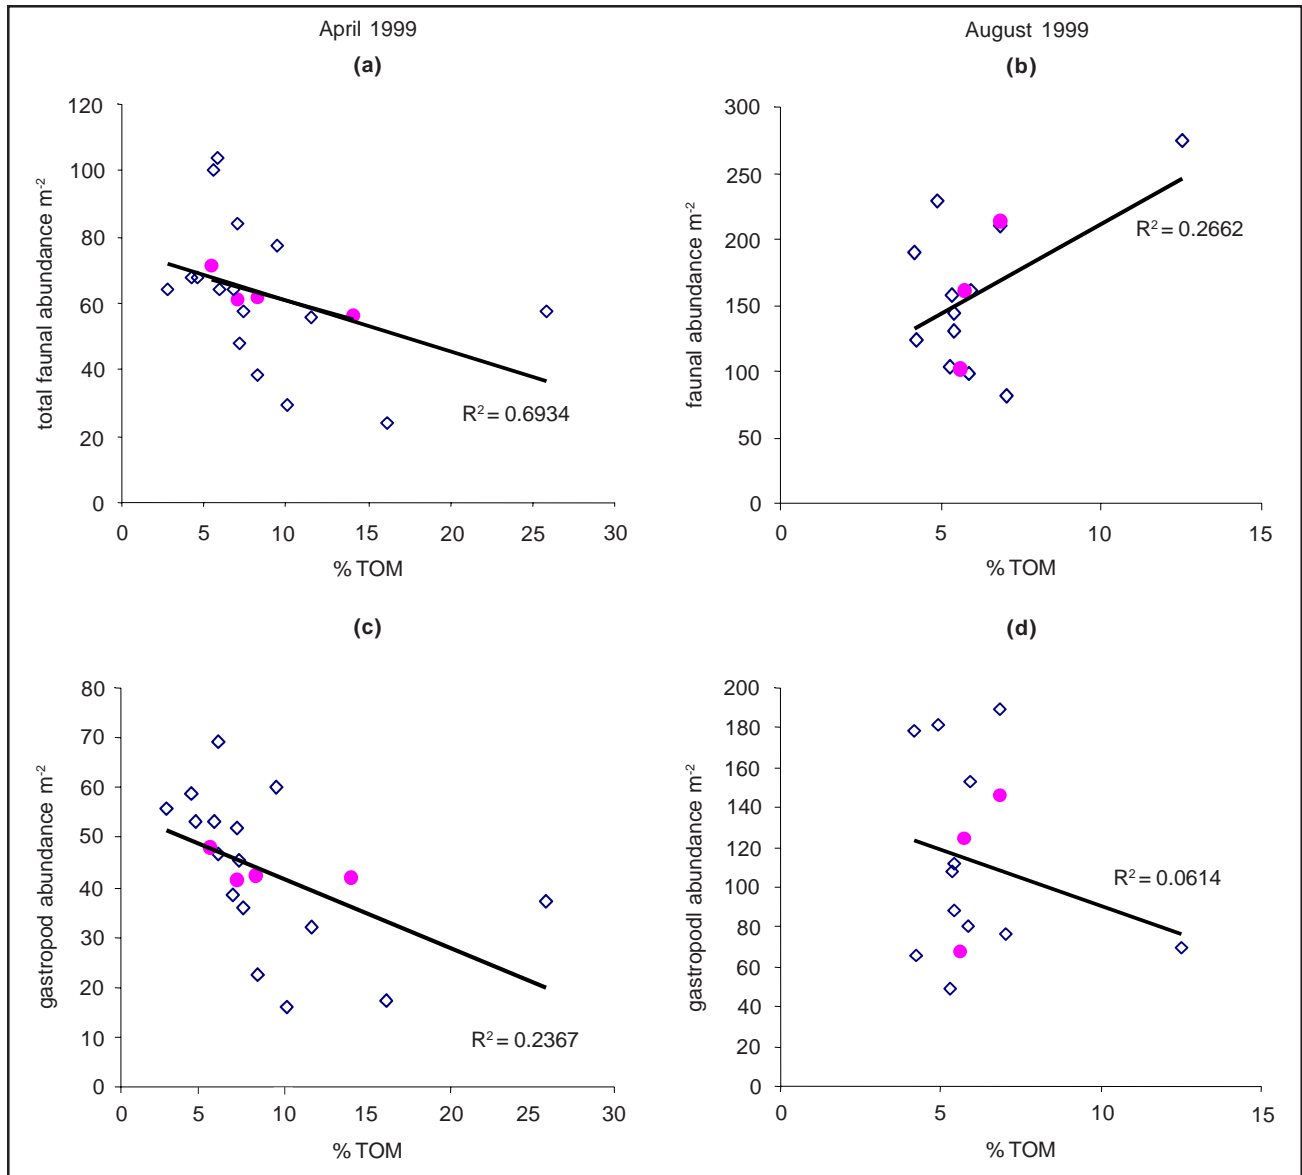 April 1999
August 1999
(a)
(b)
120
100
80
60
40
20
0
total faunal abundance m-2
R2 = 0.6934
0 5 10 15 20 25 30
% TOM
300
250
200
150
100
50
0
faunal abundance m-2
R2 = 0.2662
0 5 10 15
% TOM
(c)
(d)
80
70
60
50
40
30
20
10
0
gastropod abundance m-2
R2 = 0.2367
0 5 10 15 20 25 30
% TOM
200
180
160
140
120
100
80
60
40
20
0
gastropodl abundance m-2
R2 = 0.0614
0 5 10 15
% TOM